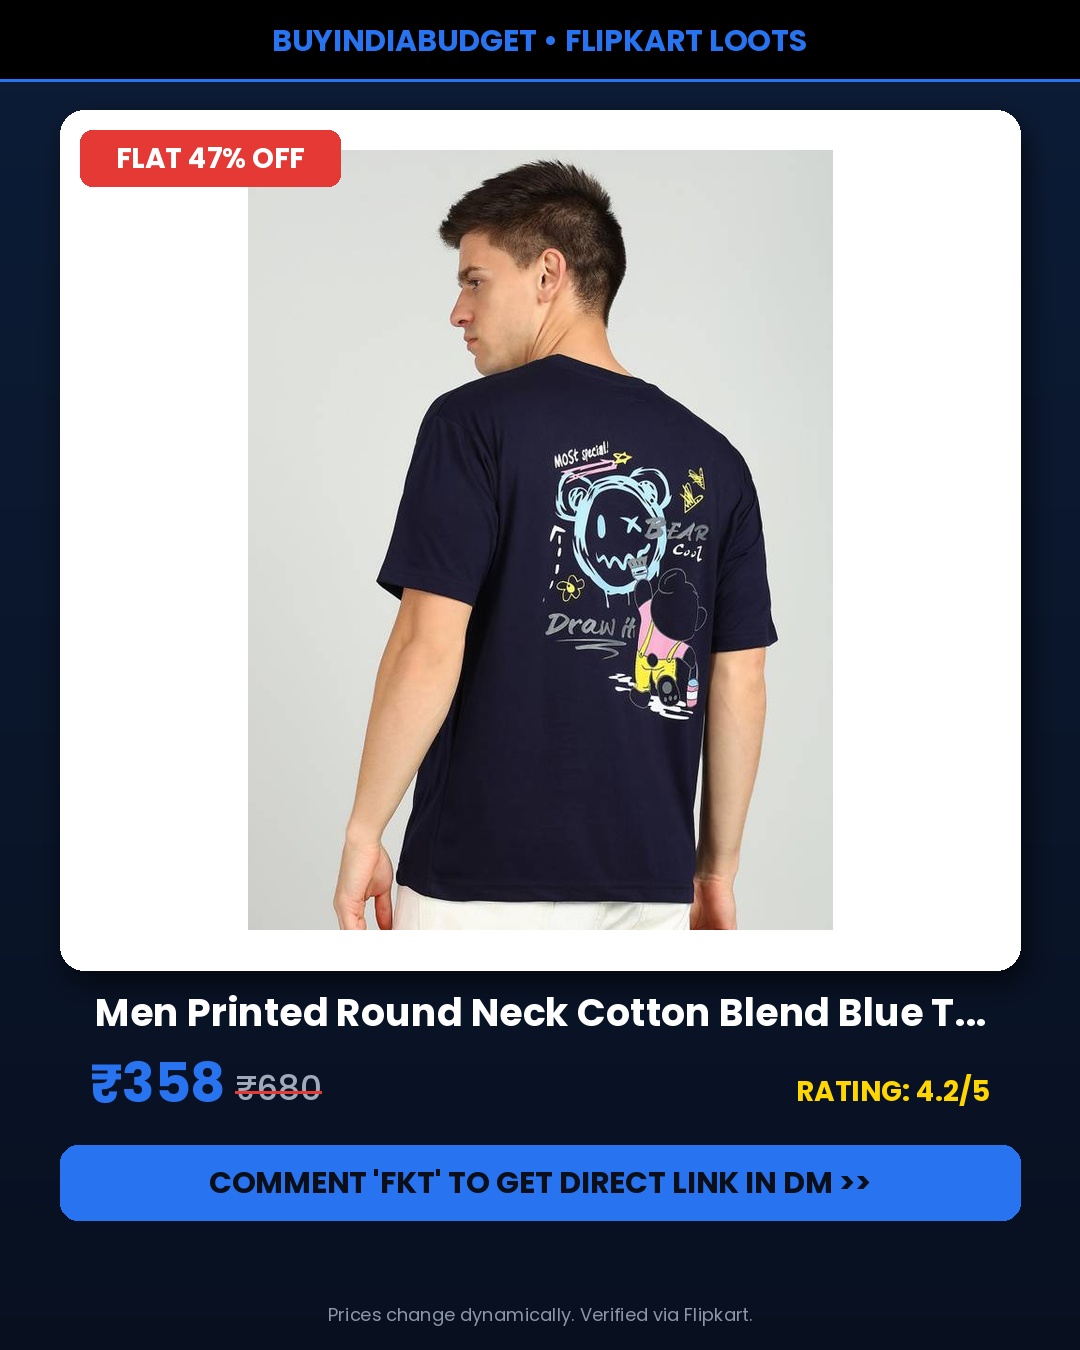 BUYINDIABUDGET • FLIPKART LOOTS
FLAT 47% OFF
MOSt special!
BEAR
Cool
Draw it
Men Printed Round Neck Cotton Blend Blue T...
₹358 ₹680
RATING: 4.2/5
COMMENT 'FKT' TO GET DIRECT LINK IN DM >>
Prices change dynamically. Verified via Flipkart.